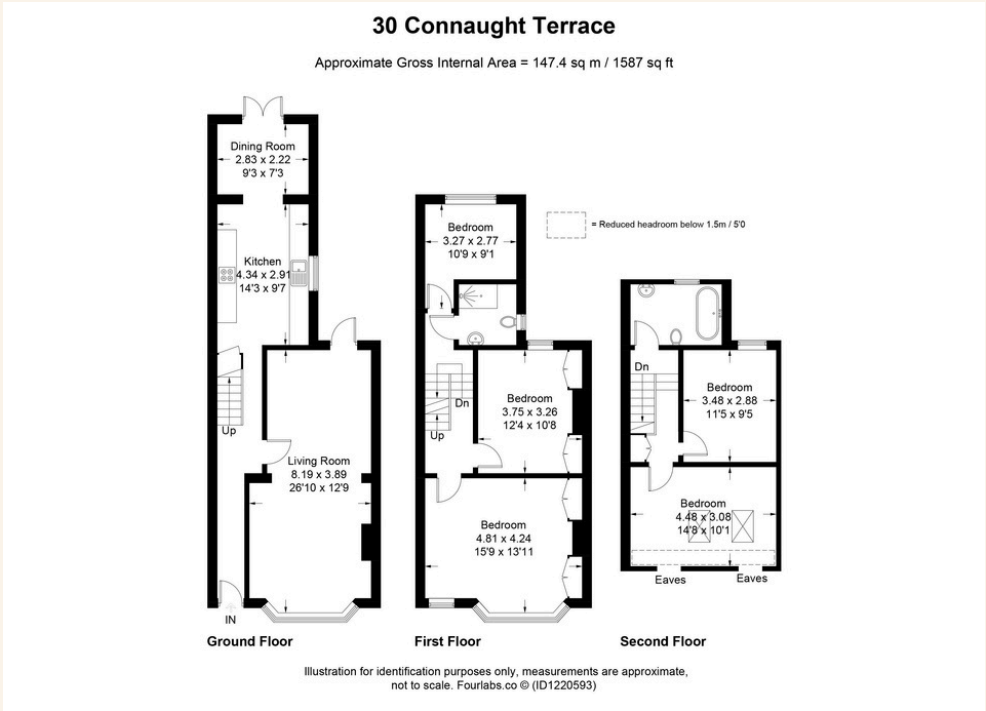 30 Connaught Terrace
Approximate Gross Internal Area = 147.4 sq m / 1587 sq ft
Dining Room
2.83 x 2.22
9'3 x 7'3
Kitchen
4.34 x 2.91
14'3 x 9'7
Up
Living Room
8.19 x 3.89
26'10 x 12'9
IN
Ground Floor
Bedroom
3.27 x 2.77
10'9 x 9'1
= Reduced headroom below 1.5m / 5'0
Dn
Up
Bedroom
3.75 x 3.26
12'4 x 10'8
Bedroom
4.81 x 4.24
15'9 x 13'11
First Floor
Dn
Bedroom
3.48 x 2.88
11'5 x 9'5
Bedroom
4.48 x 3.08
14'8 x 10'1
Eaves
Eaves
Second Floor
Illustration for identification purposes only, measurements are approximate,
not to scale. Fourlabs.co © (ID1220593)